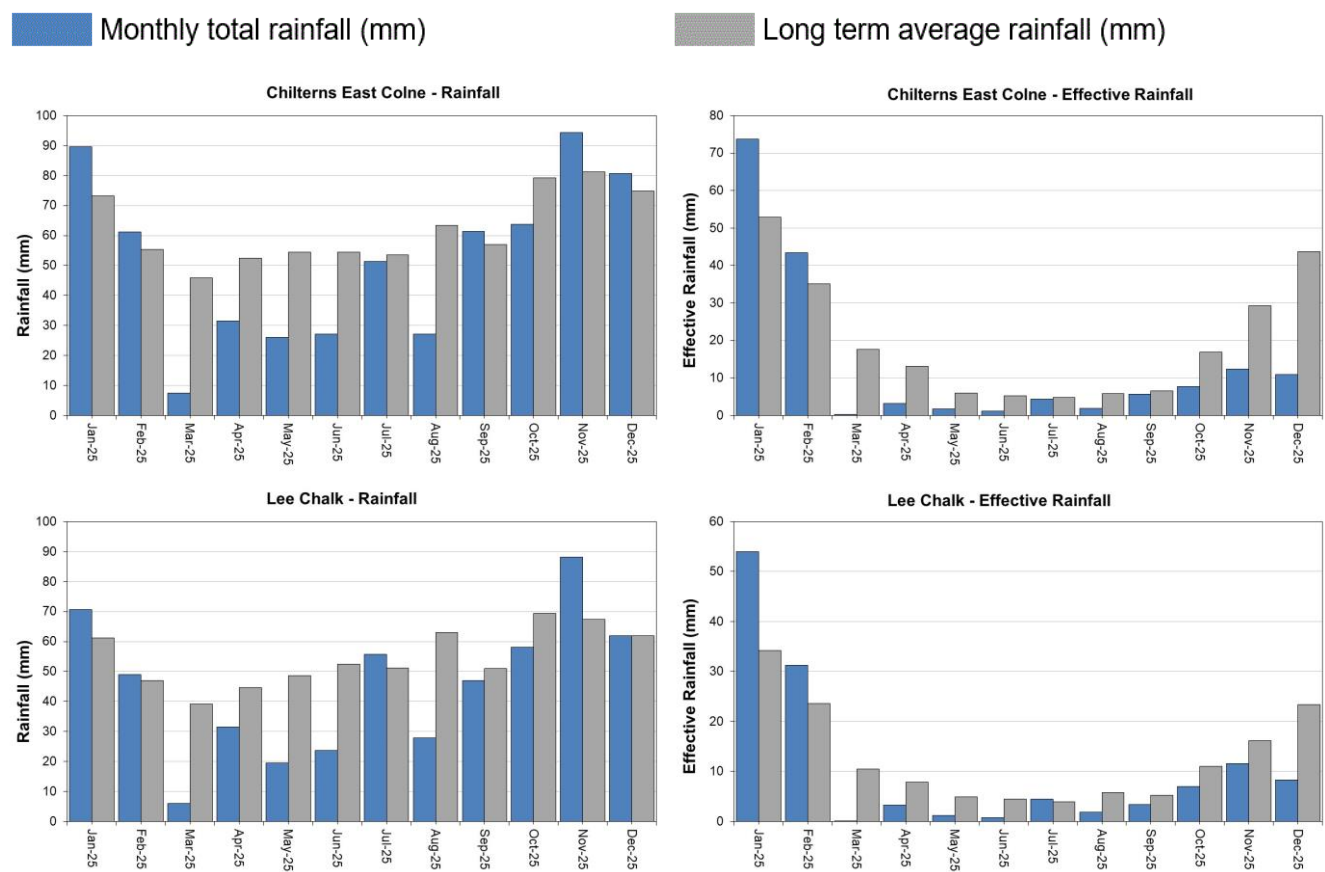 Monthly total rainfall (mm)
Long term average rainfall (mm)
Chilterns East Colne - Rainfall
Rainfall (mm)
100
90
80
70
60
50
40
30
20
10
0
Jan-25
Feb-25
Mar-25
Apr-25
May-25
Jun-25
Jul-25
Aug-25
Sep-25
Oct-25
Nov-25
Dec-25
Chilterns East Colne - Effective Rainfall
Effective Rainfall (mm)
80
70
60
50
40
30
20
10
0
Jan-25
Feb-25
Mar-25
Apr-25
May-25
Jun-25
Jul-25
Aug-25
Sep-25
Oct-25
Nov-25
Dec-25
Lee Chalk - Rainfall
Rainfall (mm)
100
90
80
70
60
50
40
30
20
10
0
Jan-25
Feb-25
Mar-25
Apr-25
May-25
Jun-25
Jul-25
Aug-25
Sep-25
Oct-25
Nov-25
Dec-25
Lee Chalk - Effective Rainfall
Effective Rainfall (mm)
60
50
40
30
20
10
0
Jan-25
Feb-25
Mar-25
Apr-25
May-25
Jun-25
Jul-25
Aug-25
Sep-25
Oct-25
Nov-25
Dec-25